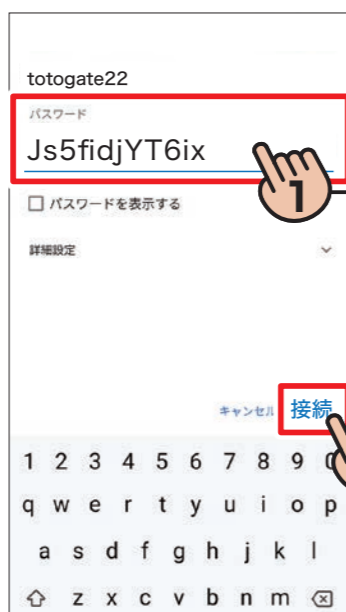 totogate22
パスワード
Js5fidjYT6ix
1
パスワードを表示する
詳細設定
キャンセル 接続
1 2 3 4 5 6 7 8 9 0
q w e r t y u i o p
a s d f g h j k l
z x c v b n m